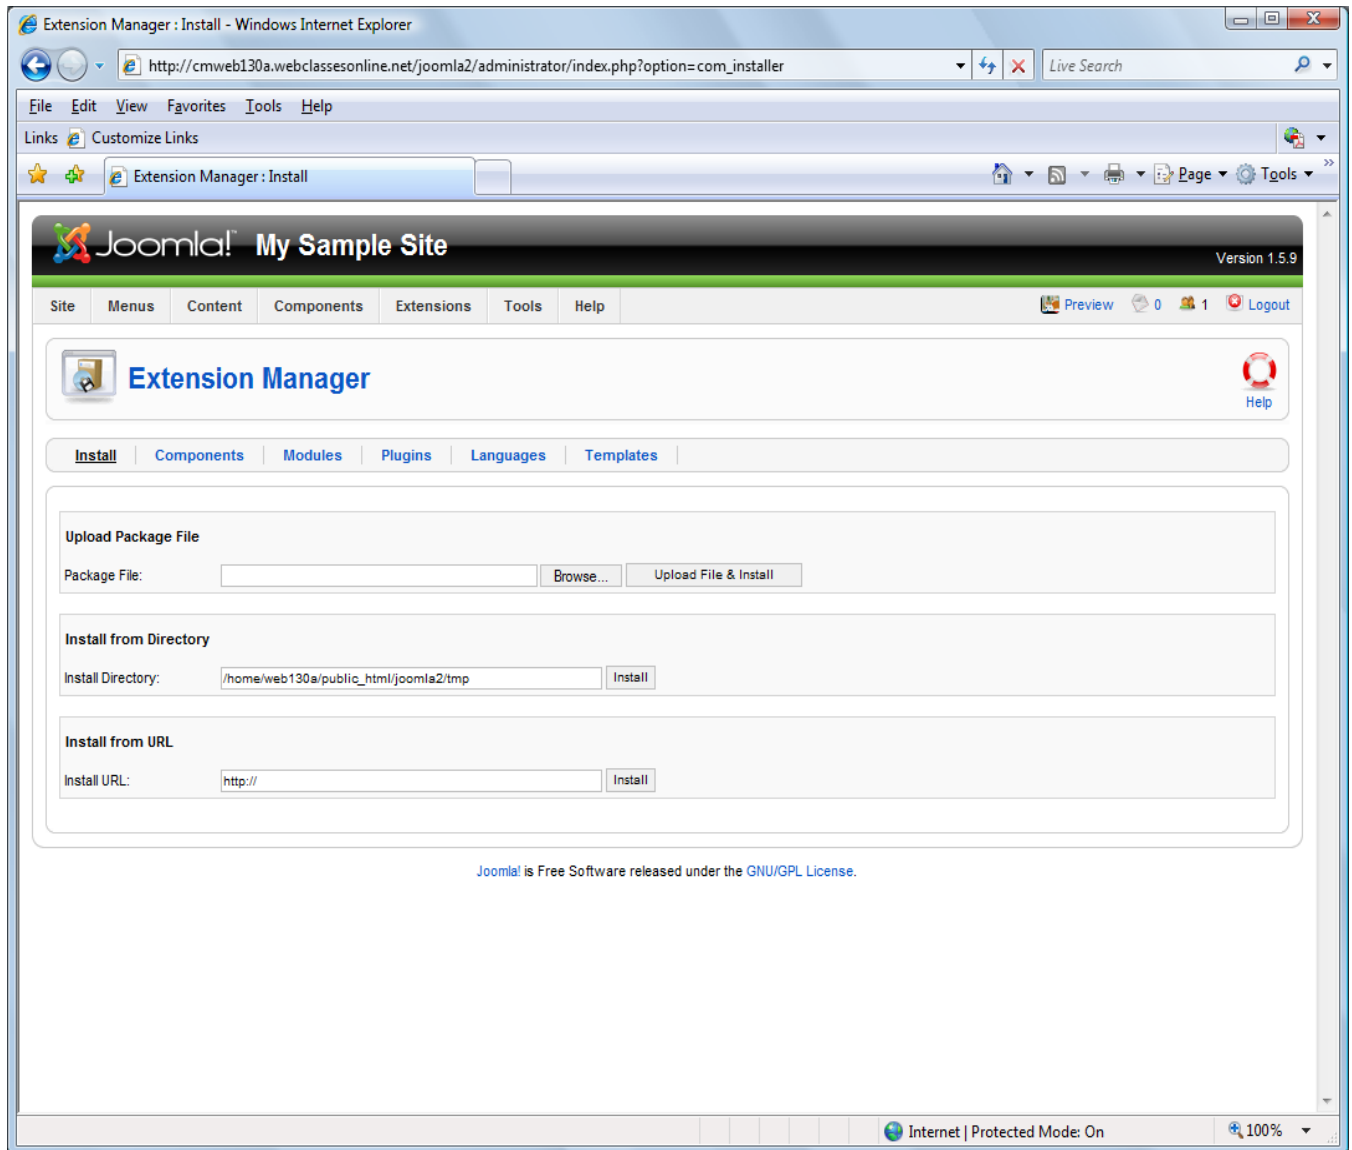 Extension Manager : Install - Windows Internet Explorer
http://cmweb130a.webclassesonline.net/joomla2/administrator/index.php?option=com_installer
Live Search
File Edit View Favorites Tools Help
Links Customize Links
Extension Manager : Install
Page Tools
Joomla!™ My Sample Site
Version 1.5.9
Site Menus Content Components Extensions Tools Help
Preview 0 1 Logout
Extension Manager
Help
Install Components Modules Plugins Languages Templates
Upload Package File
Package File: Browse... Upload File & Install
Install from Directory
Install Directory: /home/web130a/public_html/joomla2/tmp Install
Install from URL
Install URL: http:// Install
Joomla! is Free Software released under the GNU/GPL License.
Internet | Protected Mode: On
100%